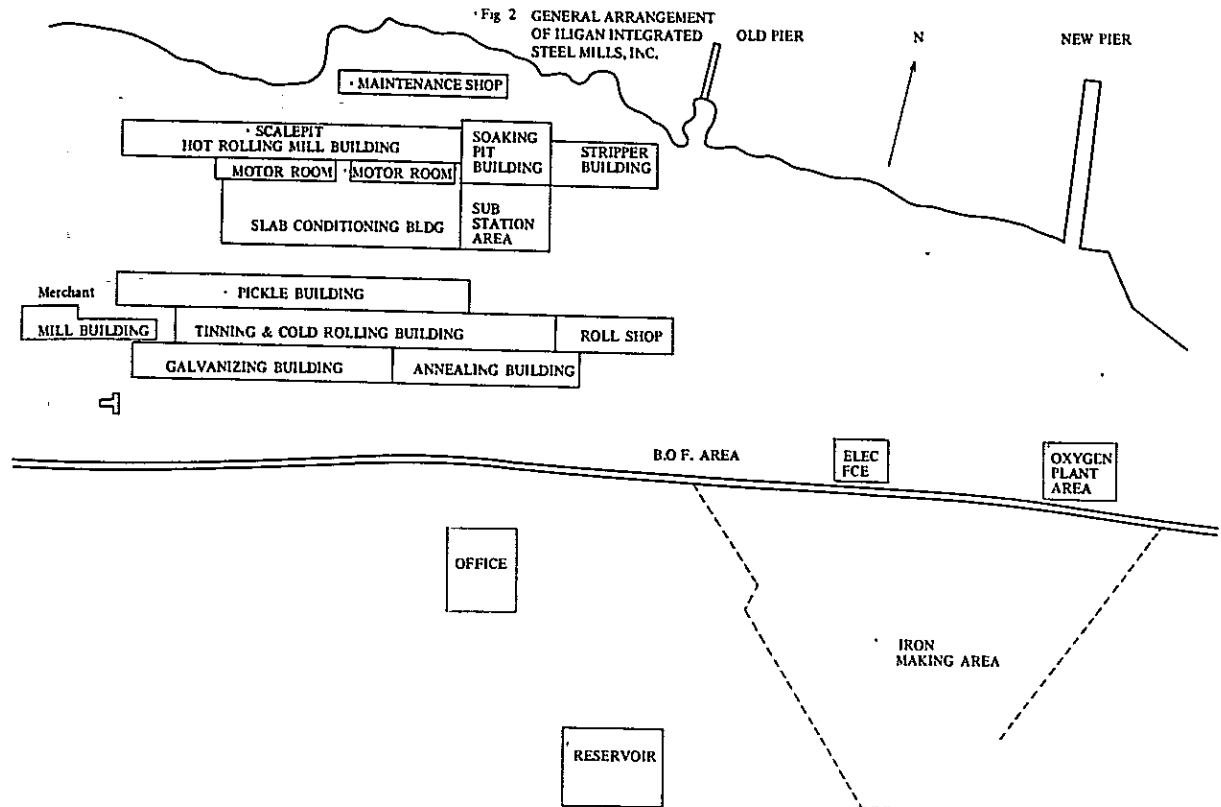 Fig 2 GENERAL ARRANGEMENT
OF ILIGAN INTEGRATED
STEEL MILLS, INC.
OLD PIER
N
NEW PIER
MAINTENANCE SHOP
SCALEPIT
HOT ROLLING MILL BUILDING
SOAKING
PIT
BUILDING
STRIPPER
BUILDING
MOTOR ROOM
MOTOR ROOM
SLAB CONDITIONING BLDG
SUB
STATION
AREA
Merchant
PICKLE BUILDING
MILL BUILDING
TINNING & COLD ROLLING BUILDING
ROLL SHOP
GALVANIZING BUILDING
ANNEALING BUILDING
B.O F. AREA
ELEC
FCE
OXYGEN
PLANT
AREA
OFFICE
IRON
MAKING AREA
RESERVOIR